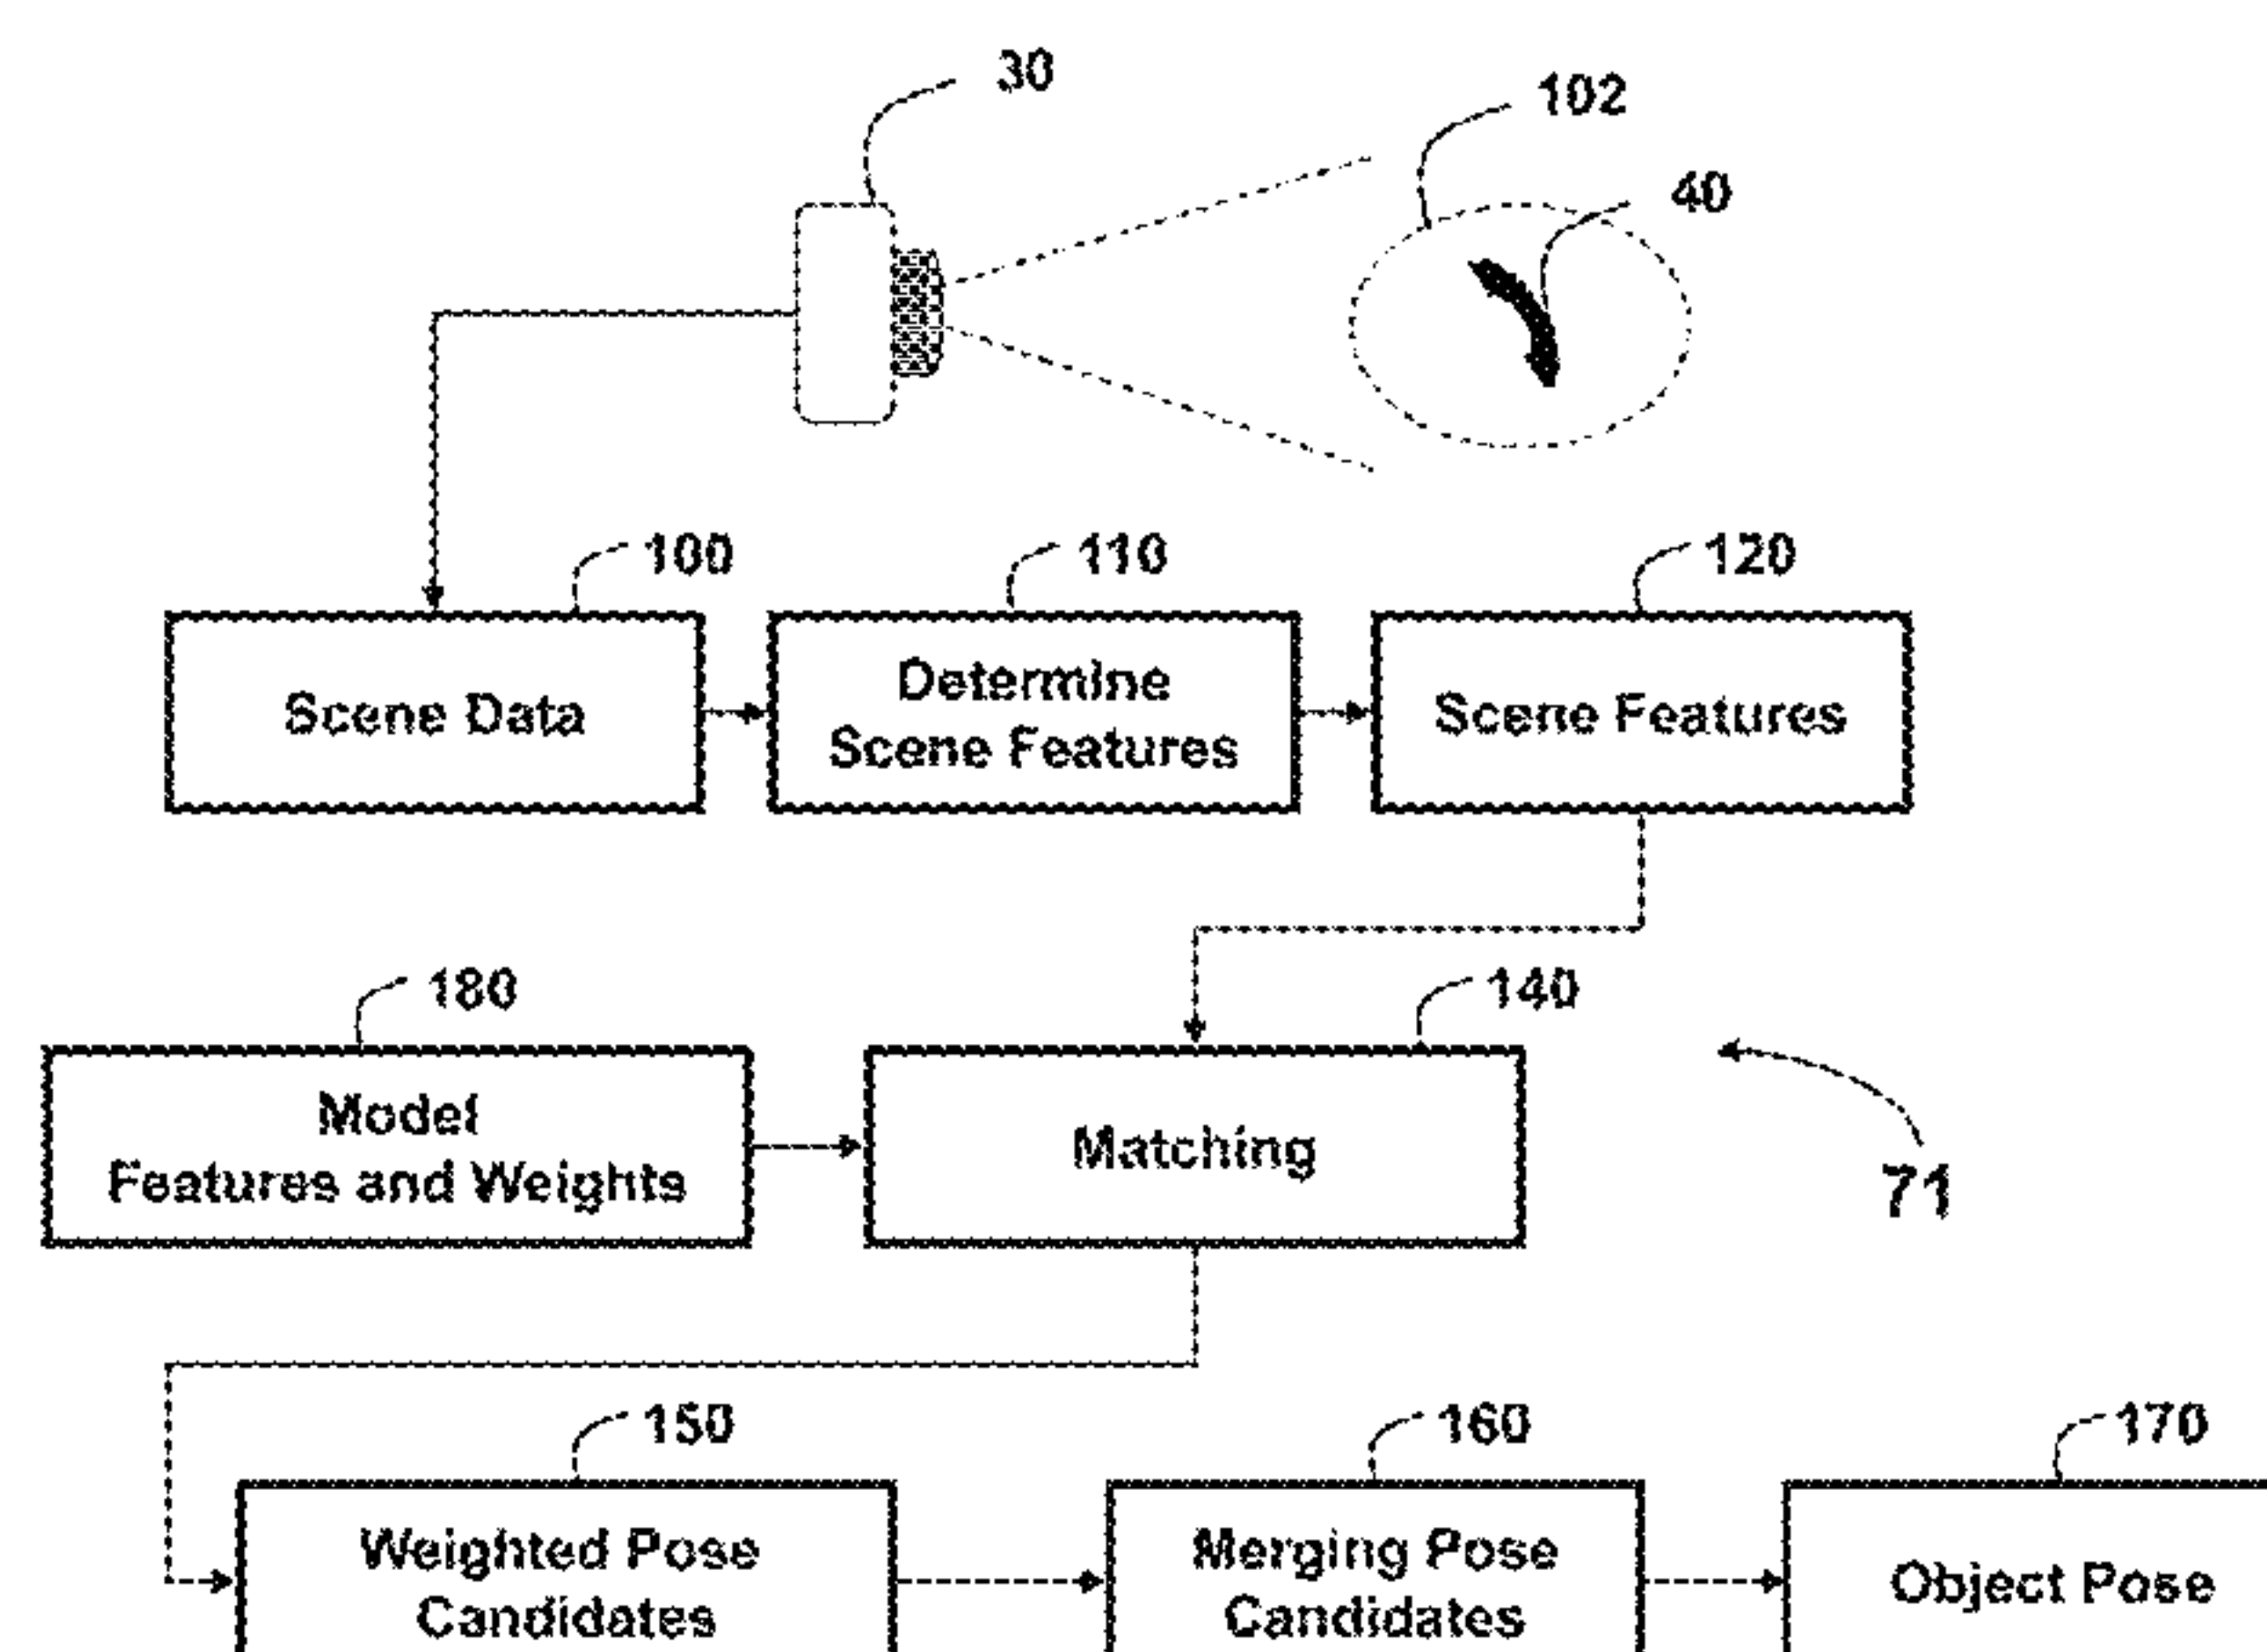 30
102
40
100
110
120
Scene Data
Determine
Scene Features
Scene Features
180
140
Model
Features and Weights
Matching
71
150
160
170
Weighted Pose
Candidates
Merging Pose
Candidates
Object Pose